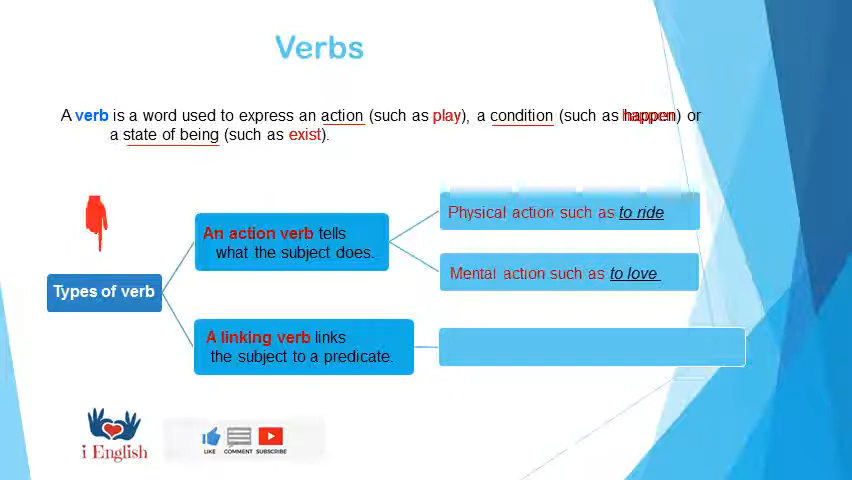 Verbs
A verb is a word used to express an action (such as play), a condition (such as happen) or
a state of being (such as exist).
Physical action such as to ride
An action verb tells
what the subject does.
Mental action such as to love
Types of verb
A linking verb links
the subject to a predicate.
i English
LIKE COMMENT SUBSCRIBE